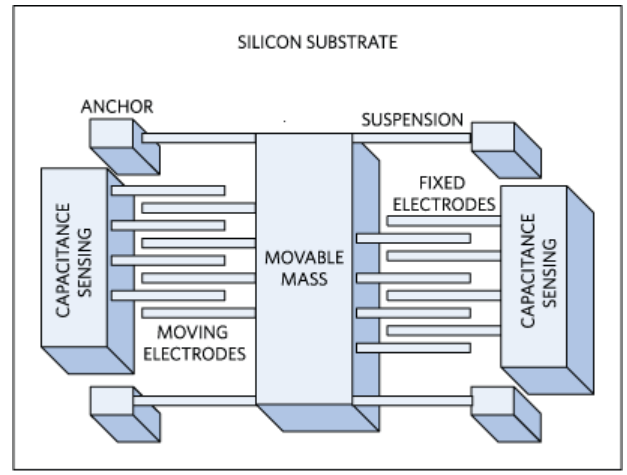 SILICON SUBSTRATE
ANCHOR
SUSPENSION
FIXED
ELECTRODES
CAPACITANCE
SENSING
MOVABLE
MASS
CAPACITANCE
SENSING
MOVING
ELECTRODES